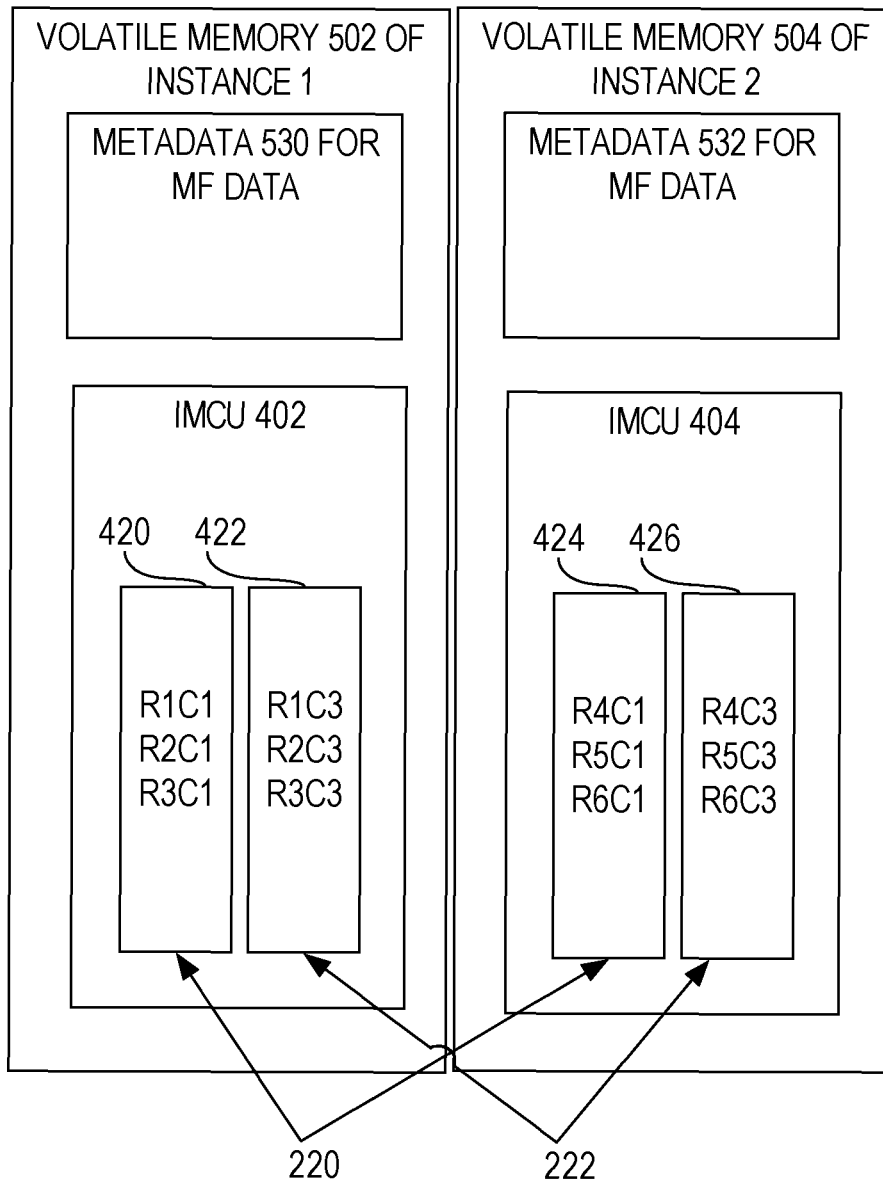 VOLATILE MEMORY 502 OF
INSTANCE 1
METADATA 530 FOR
MF DATA
IMCU 402
420
422
R1C1
R2C1
R3C1
R1C3
R2C3
R3C3
VOLATILE MEMORY 504 OF
INSTANCE 2
METADATA 532 FOR
MF DATA
IMCU 404
424
426
R4C1
R5C1
R6C1
R4C3
R5C3
R6C3
220
222